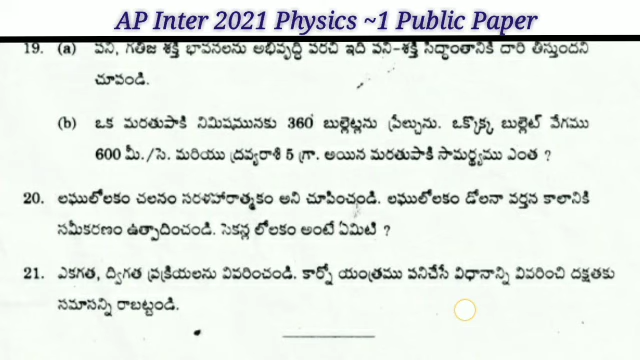 AP Inter 2021 Physics ~1 Public Paper
19. (a) పని, గతిజ శక్తి భావనలను అభివృద్ధి పరచి ఇది పని-శక్తి సిద్ధాంతానికి దారి తీస్తుందని
చూపండి.
(b) ఒక మరతుపాకి నిమిషమునకు 360 బుల్లెట్లను ప్రేల్చును. ఒక్కొక్క బుల్లెట్ వేగము
600 మీ./సె. మరియు ద్రవ్యరాశి 5 గ్రా. అయిన మరతుపాకి సామర్థ్యము ఎంత ?
20. లఘులోలకం చలనం సరళహారాత్మకం అని చూపించండి. లఘులోలకం డోలనా వర్తన కాలానికి
సమీకరణం ఉత్పాదించండి. సెకన్ల లోలకం అంటే ఏమిటి ?
21. ఎకగత, ద్విగత ప్రక్రియలను వివరించండి. కార్నో యంత్రము పనిచేసే విధానాన్ని వివరించి దక్షతకు
సమాసన్ని రాబట్టండి.